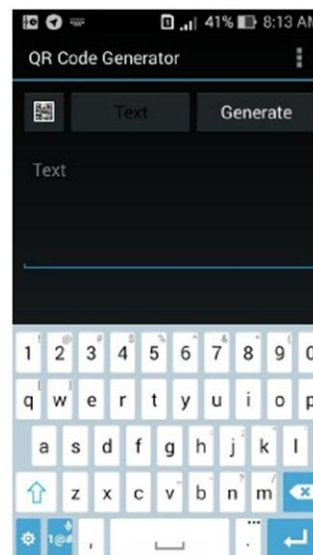 41% 8:13 AM
QR Code Generator
Text Generate
Text
1 2 3 4 5 6 7 8 9 0
q w e r t y u i o p
a s d f g h j k l
z x c v b n m
1@# , .